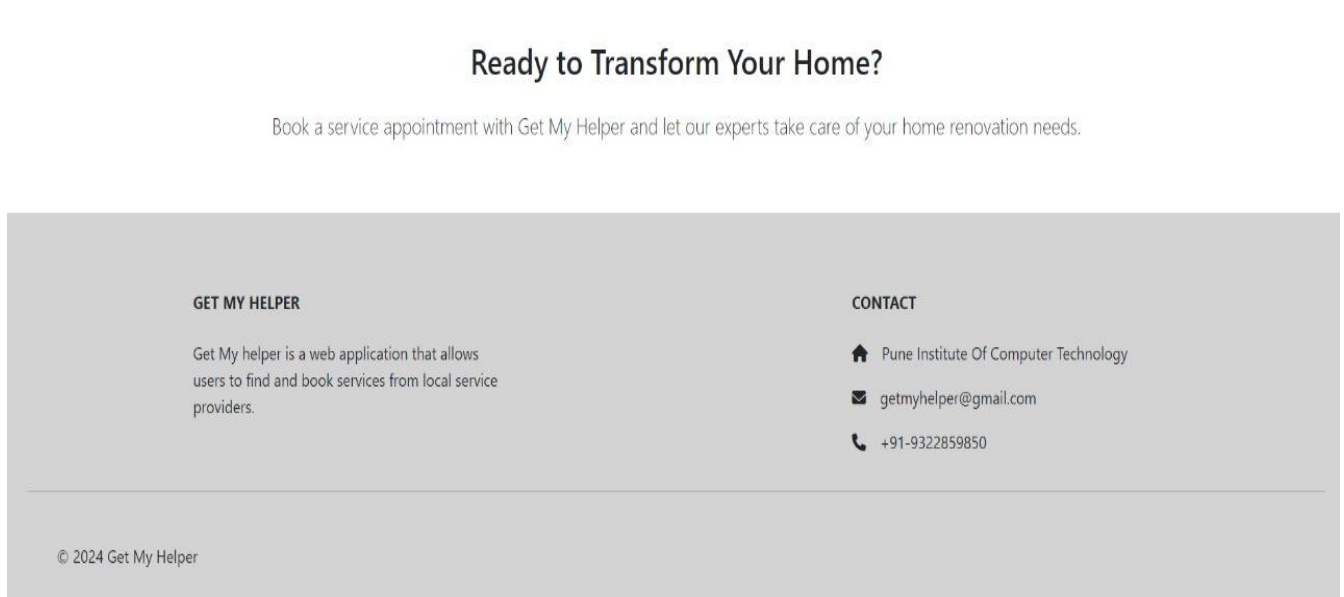 Ready to Transform Your Home?
Book a service appointment with Get My Helper and let our experts take care of your home renovation needs.
GET MY HELPER
Get My helper is a web application that allows
users to find and book services from local service
providers.
CONTACT
Pune Institute Of Computer Technology
getmyhelper@gmail.com
+91-9322859850
© 2024 Get My Helper